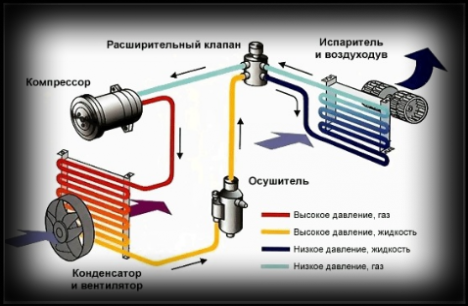 Расширительный клапан
Испаритель
и воздуходув
Компрессор
Осушитель
Высокое давление, газ
Высокое давление, жидкость
Низкое давление, жидкость
Низкое давление, газ
Конденсатор
и вентилятор